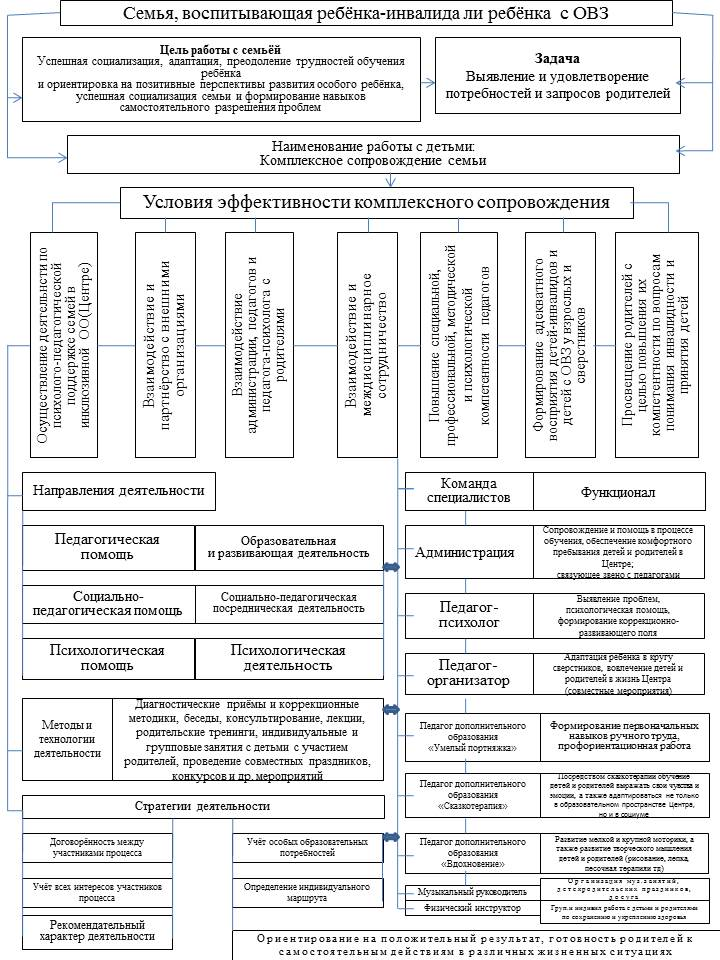 Семья, воспитывающая ребёнка-инвалида ли ребёнка с ОВЗ
Цель работы с семьёй
Успешная социализация, адаптация, преодоление трудностей обучения
ребёнка
и ориентировка на позитивные перспективы развития особого ребёнка,
успешная социализация семьи и формирование навыков
самостоятельного разрешения проблем
Задача
Выявление и удовлетворение
потребностей и запросов родителей
Наименование работы с детьми:
Комплексное сопровождение семьи
Условия эффективности комплексного сопровождения
Осуществление деятельнсти по
психолого-педагогической
поддержке семей в
инклюзивной ОО(Центре)
Взаимодействие и
партнёрство с внешними
организациями
Взаимодействие
администрации, педагогов и
педагога-психолога с
родителями
Взаимодействие и
междисциплинарное
сотрудничество
Повышение специальной,
профессиональной, методической
и психологической
компетентности педагогов
Формирование адекватного
восприятия детей-инвалидов и
детей с ОВЗ у взрослых и
сверстников
Просвещение родителей с
целью повышения их
компетентности по вопросам
понимания инвалидности и
принятия детей
Направления деятельности
Педагогическая
помощь
Образовательная
и развивающая деятельность
Социально-
педагогическая помощь
Социально-педагогическая
посредническая деятельность
Психологическая
помощь
Психологическая
деятельность
Методы и
технологии
деятельности
Диагностические приёмы и коррекционные
методики, беседы, консультирование, лекции,
родительские тренинги, индивидуальные и
групповые занятия с детьми с участием
родителей, проведение совместных праздников,
конкурсов и др. мероприятий
Стратегии деятельности
Договорённость между
участниками процесса
Учёт особых образовательных
потребностей
Учёт всех интересов участников
процесса
Определение индивидуального
маршрута
Рекомендательный
характер деятельности
Команда
специалистов
Функционал
Администрация
Сопровождение и помощь в процессе
обучения, обеспечение комфортного
пребывания детей и родителей в
Центре;
связующее звено с педагогами
Педагог-
психолог
Выявление проблем,
психологическая помощь,
формирование коррекционно-
развивающего поля
Педагог-
организатор
Адаптация ребенка в кругу
сверстников, вовлечение детей и
родителей в жизнь Центра
(совместные мероприятия)
Педагог дополнительного
образования
«Умелый портняжка»
Формирование первоначальных
навыков ручного труда,
профориентационная работа
Педагог дополнительного
образования
«Сказкотерапия»
Посредством сказкотерапии обучение
детей и родителей выражать свои чувства и
эмоции, а также адаптироваться не только
в образовательном пространстве Центра,
но и в социуме
Педагог дополнительного
образования
«Вдохновение»
Развитие мелкой и крупной моторики, а
также развитие творческого мышления
детей и родителей (рисование, лепка,
песочная терапия и тд)
Музыкальный руководитель
Организация муз.занятий,
детскородительских праздников,
досуга
Физический инструктор
Груп.и индивид работа с детьми и родителями
по сохранению и укреплению здоровья
Ориентирование на положительный результат, готовность родителей к
самостоятельным действиям в различных жизненных ситуациях